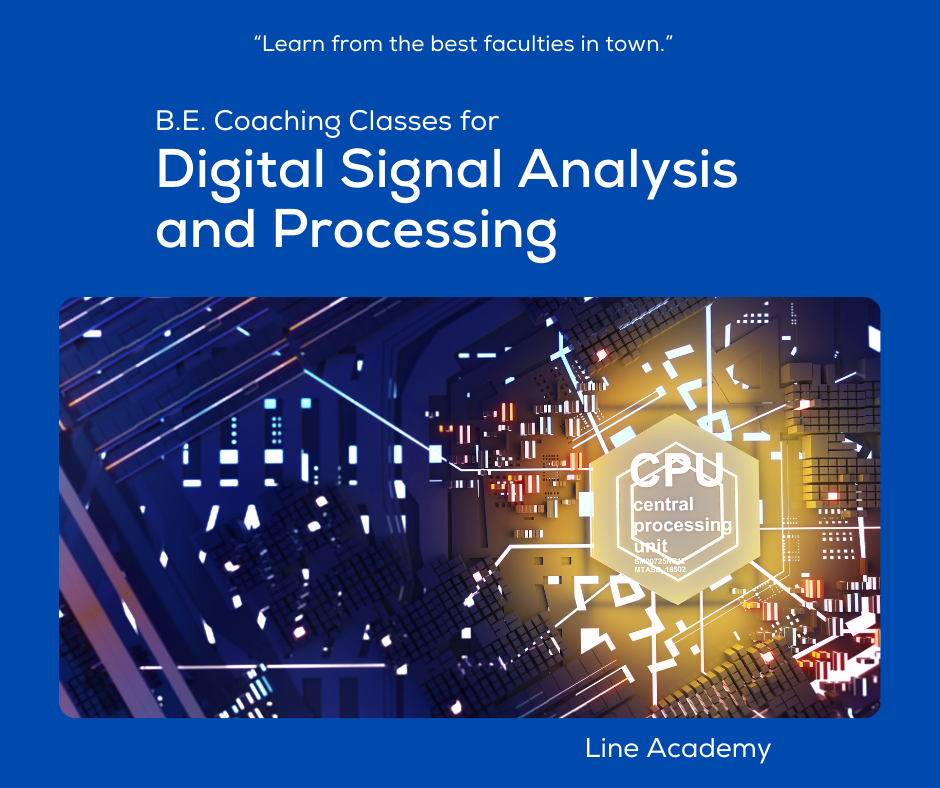 “Learn from the best faculties in town.”
B.E. Coaching Classes for
Digital Signal Analysis
and Processing
CPU
central
processing
unit
Line Academy